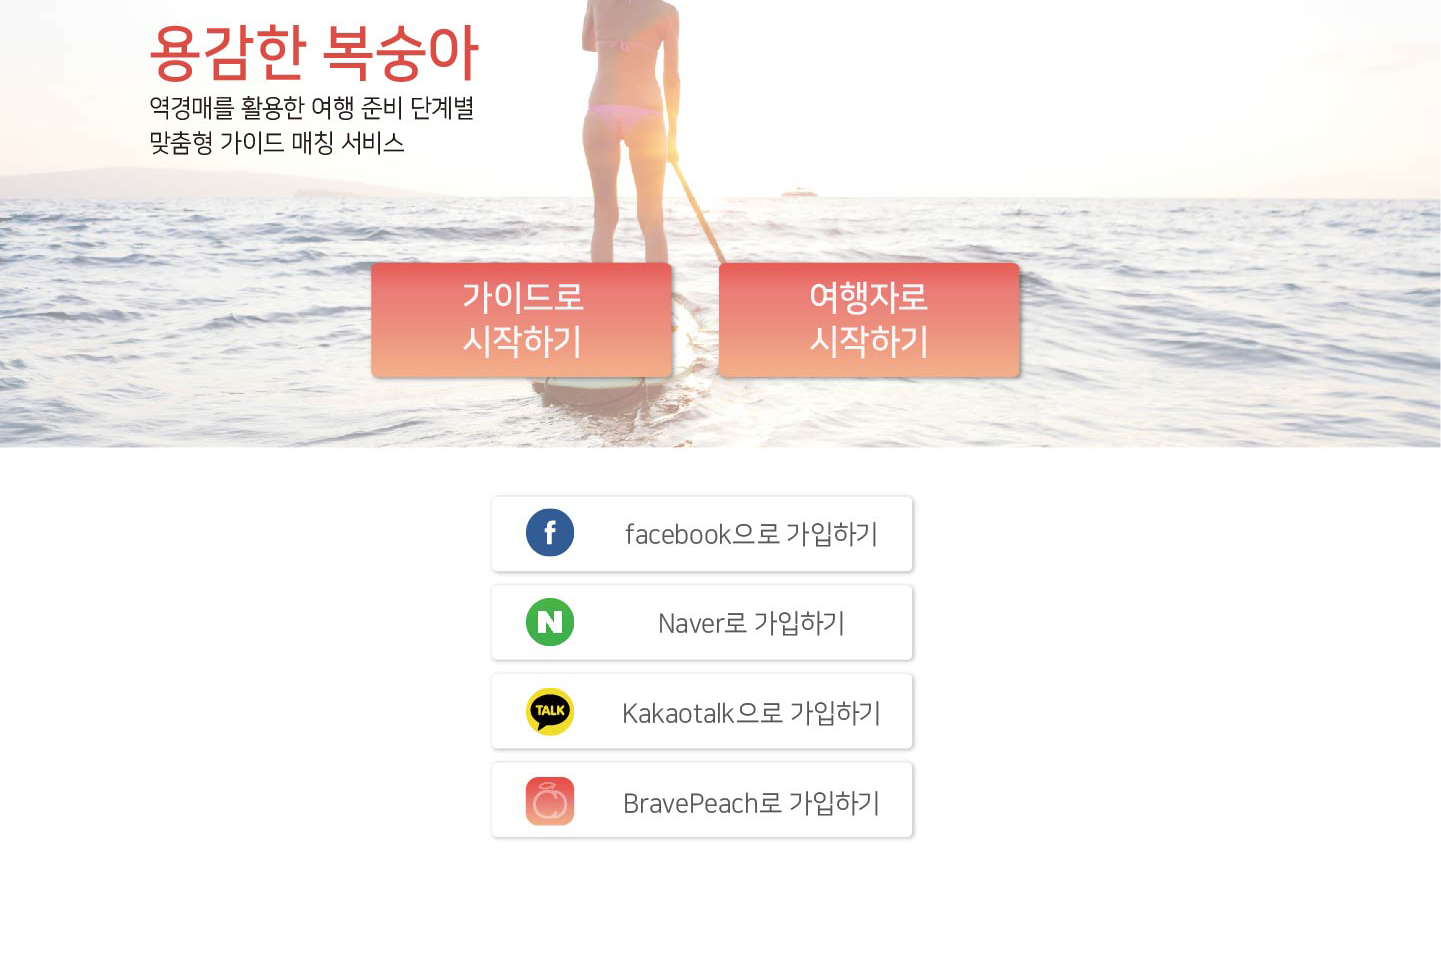 용감한 복숭아
역경매를 활용한 여행 준비 단계별
맞춤형 가이드 매칭 서비스
가이드로
시작하기
여행자로
시작하기
f
facebook으로 가입하기
N
Naver로 가입하기
TALK
Kakaotalk으로 가입하기
BravePeach로 가입하기